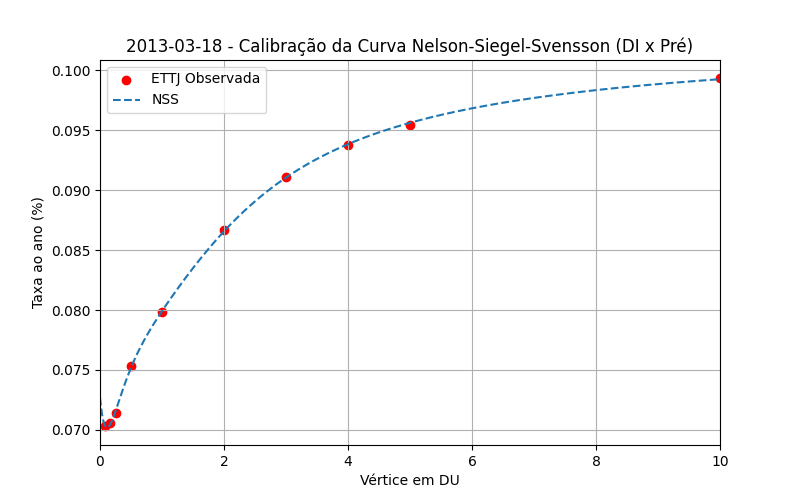 2013-03-18 - Calibração da Curva Nelson-Siegel-Svensson (DI x Pré)
ETTJ Observada
NSS
Taxa ao ano (%)
0.100
0.095
0.090
0.085
0.080
0.075
0.070
0 2 4 6 8 10
Vértice em DU